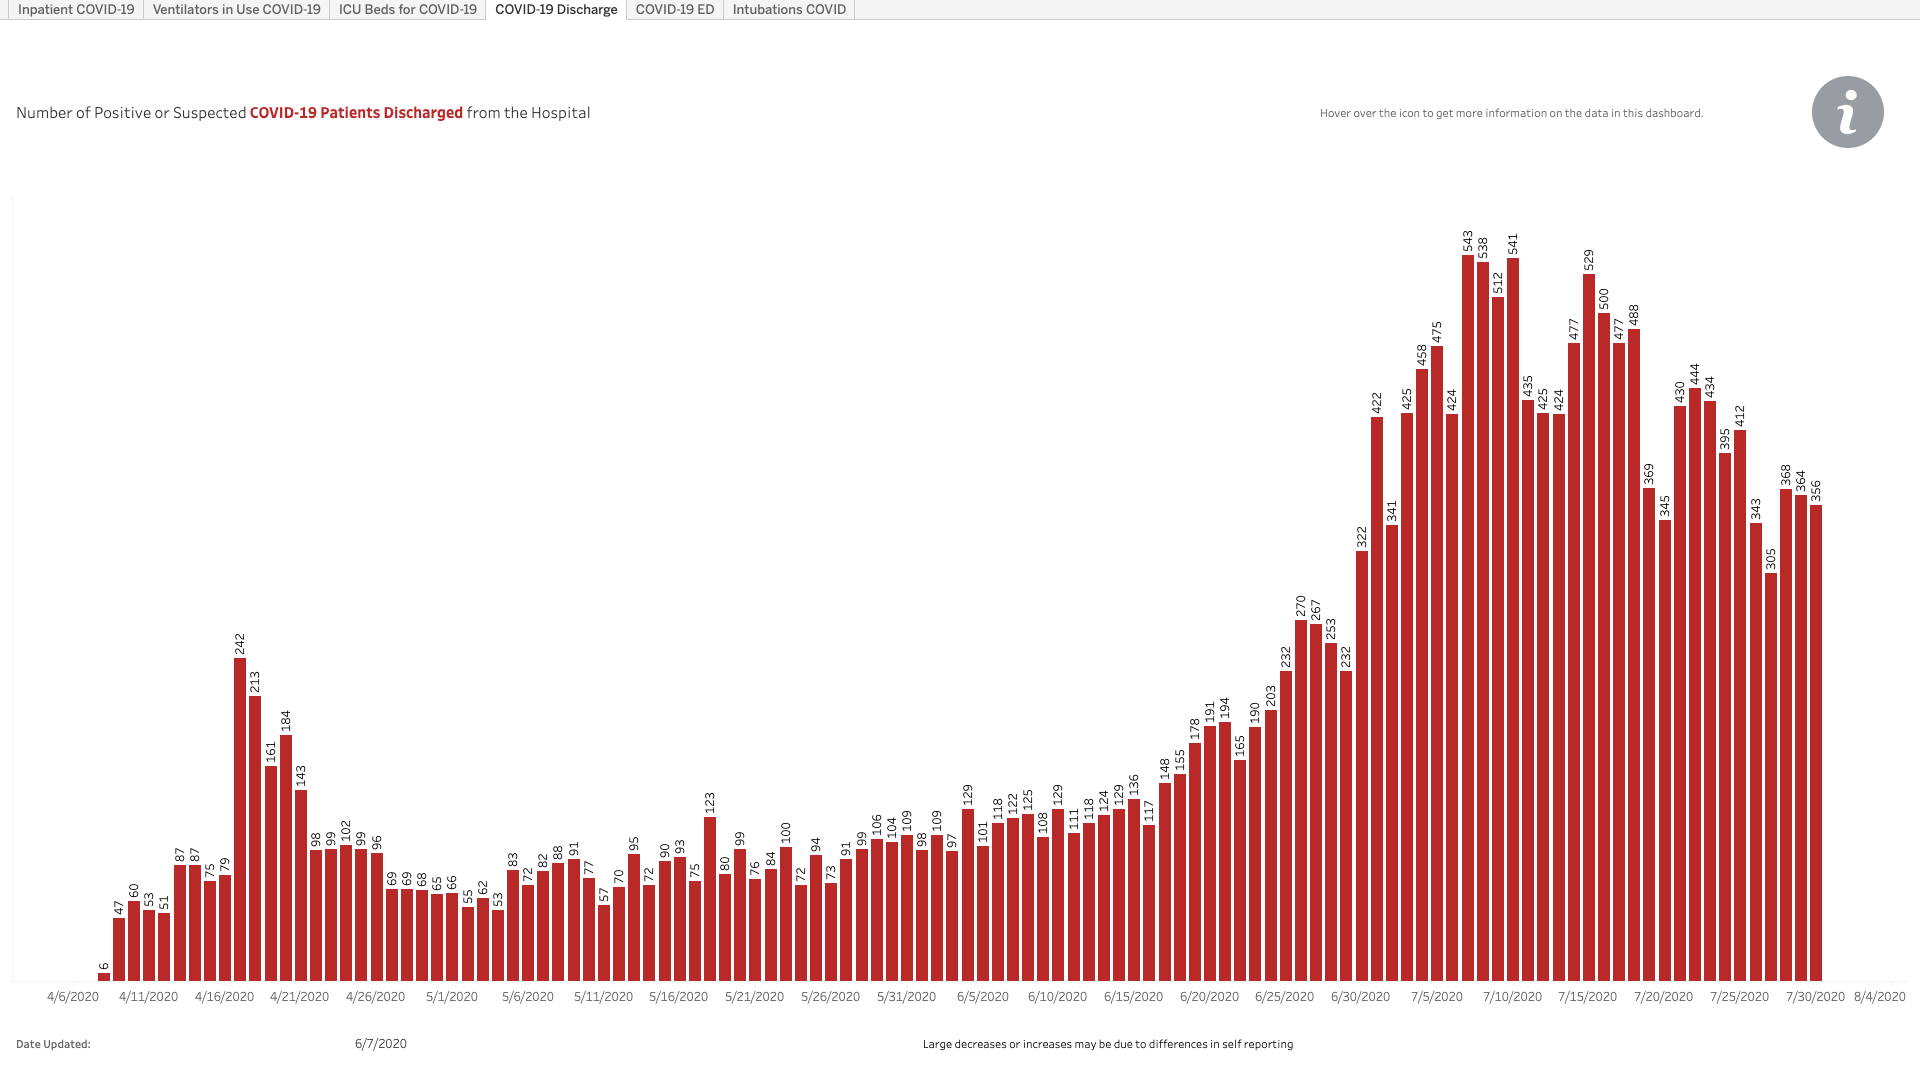 Inpatient COVID-19 Ventilators in Use COVID-19 ICU Beds for COVID-19 COVID-19 Discharge COVID-19 ED Intubations COVID
Number of Positive or Suspected COVID-19 Patients Discharged from the Hospital
Hover over the icon to get more information on the data in this dashboard.
i
6 47 60 53 51 87 87 75 79 242 213 161 184 143 98 99 102 99 96 69 69 68 65 66 55 62 53 83 72 82 88 91 77 57 70 95 72 90 93 75 123 80 99 76 84 100 72 94 73 91 99 106 104 109 98 109 97 129 101 118 122 125 108 129 111 118 124 129 136 117 148 155 178 191 194 165 190 203 232 270 267 253 232 322 422 341 425 458 475 424 543 538 512 541 435 425 424 477 529 500 477 488 369 345 430 444 434 395 412 343 305 368 364 356
4/6/2020 4/11/2020 4/16/2020 4/21/2020 4/26/2020 5/1/2020 5/6/2020 5/11/2020 5/16/2020 5/21/2020 5/26/2020 5/31/2020 6/5/2020 6/10/2020 6/15/2020 6/20/2020 6/25/2020 6/30/2020 7/5/2020 7/10/2020 7/15/2020 7/20/2020 7/25/2020 7/30/2020 8/4/2020
Date Updated: 6/7/2020
Large decreases or increases may be due to differences in self reporting